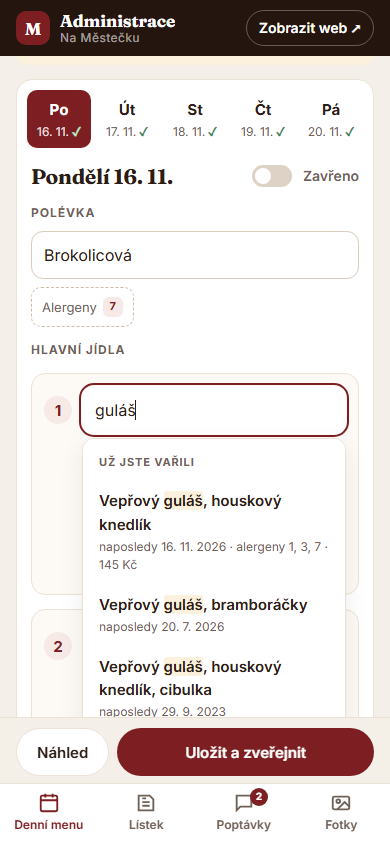 M
Administrace
Na Městečku
Zobrazit web ↗
Po
16. 11. ✓
Út
17. 11. ✓
St
18. 11. ✓
Čt
19. 11. ✓
Pá
20. 11. ✓
Pondělí 16. 11.
Zavřeno
POLÉVKA
Brokolicová
Alergeny 7
HLAVNÍ JÍDLA
1
guláš
UŽ JSTE VAŘILI
Vepřový guláš, houskový
knedlík
naposledy 16. 11. 2026 · alergeny 1, 3, 7 ·
145 Kč
Vepřový guláš, bramboráčky
naposledy 20. 7. 2026
2
Vepřový guláš, houskový
knedlík, cibulka
naposledy 29. 9. 2023
Náhled
Uložit a zveřejnit
Denní menu
Lístek
2
Poptávky
Fotky